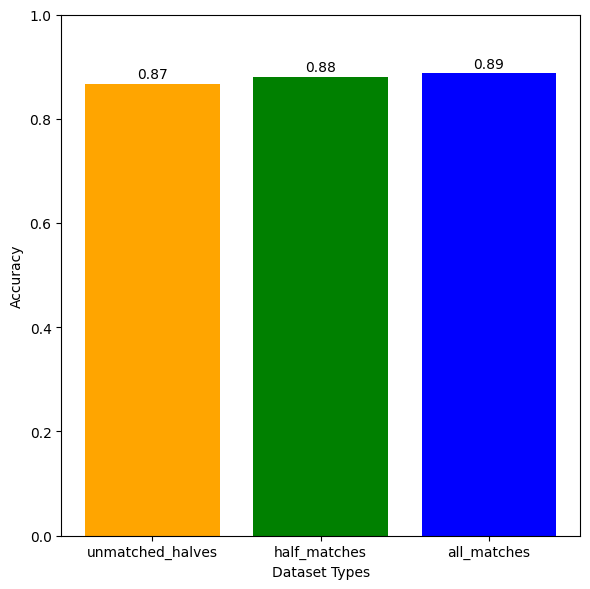 1.0
0.8
0.6
0.4
0.2
0.0
Accuracy
0.87
0.88
0.89
unmatched_halves
half_matches
all_matches
Dataset Types